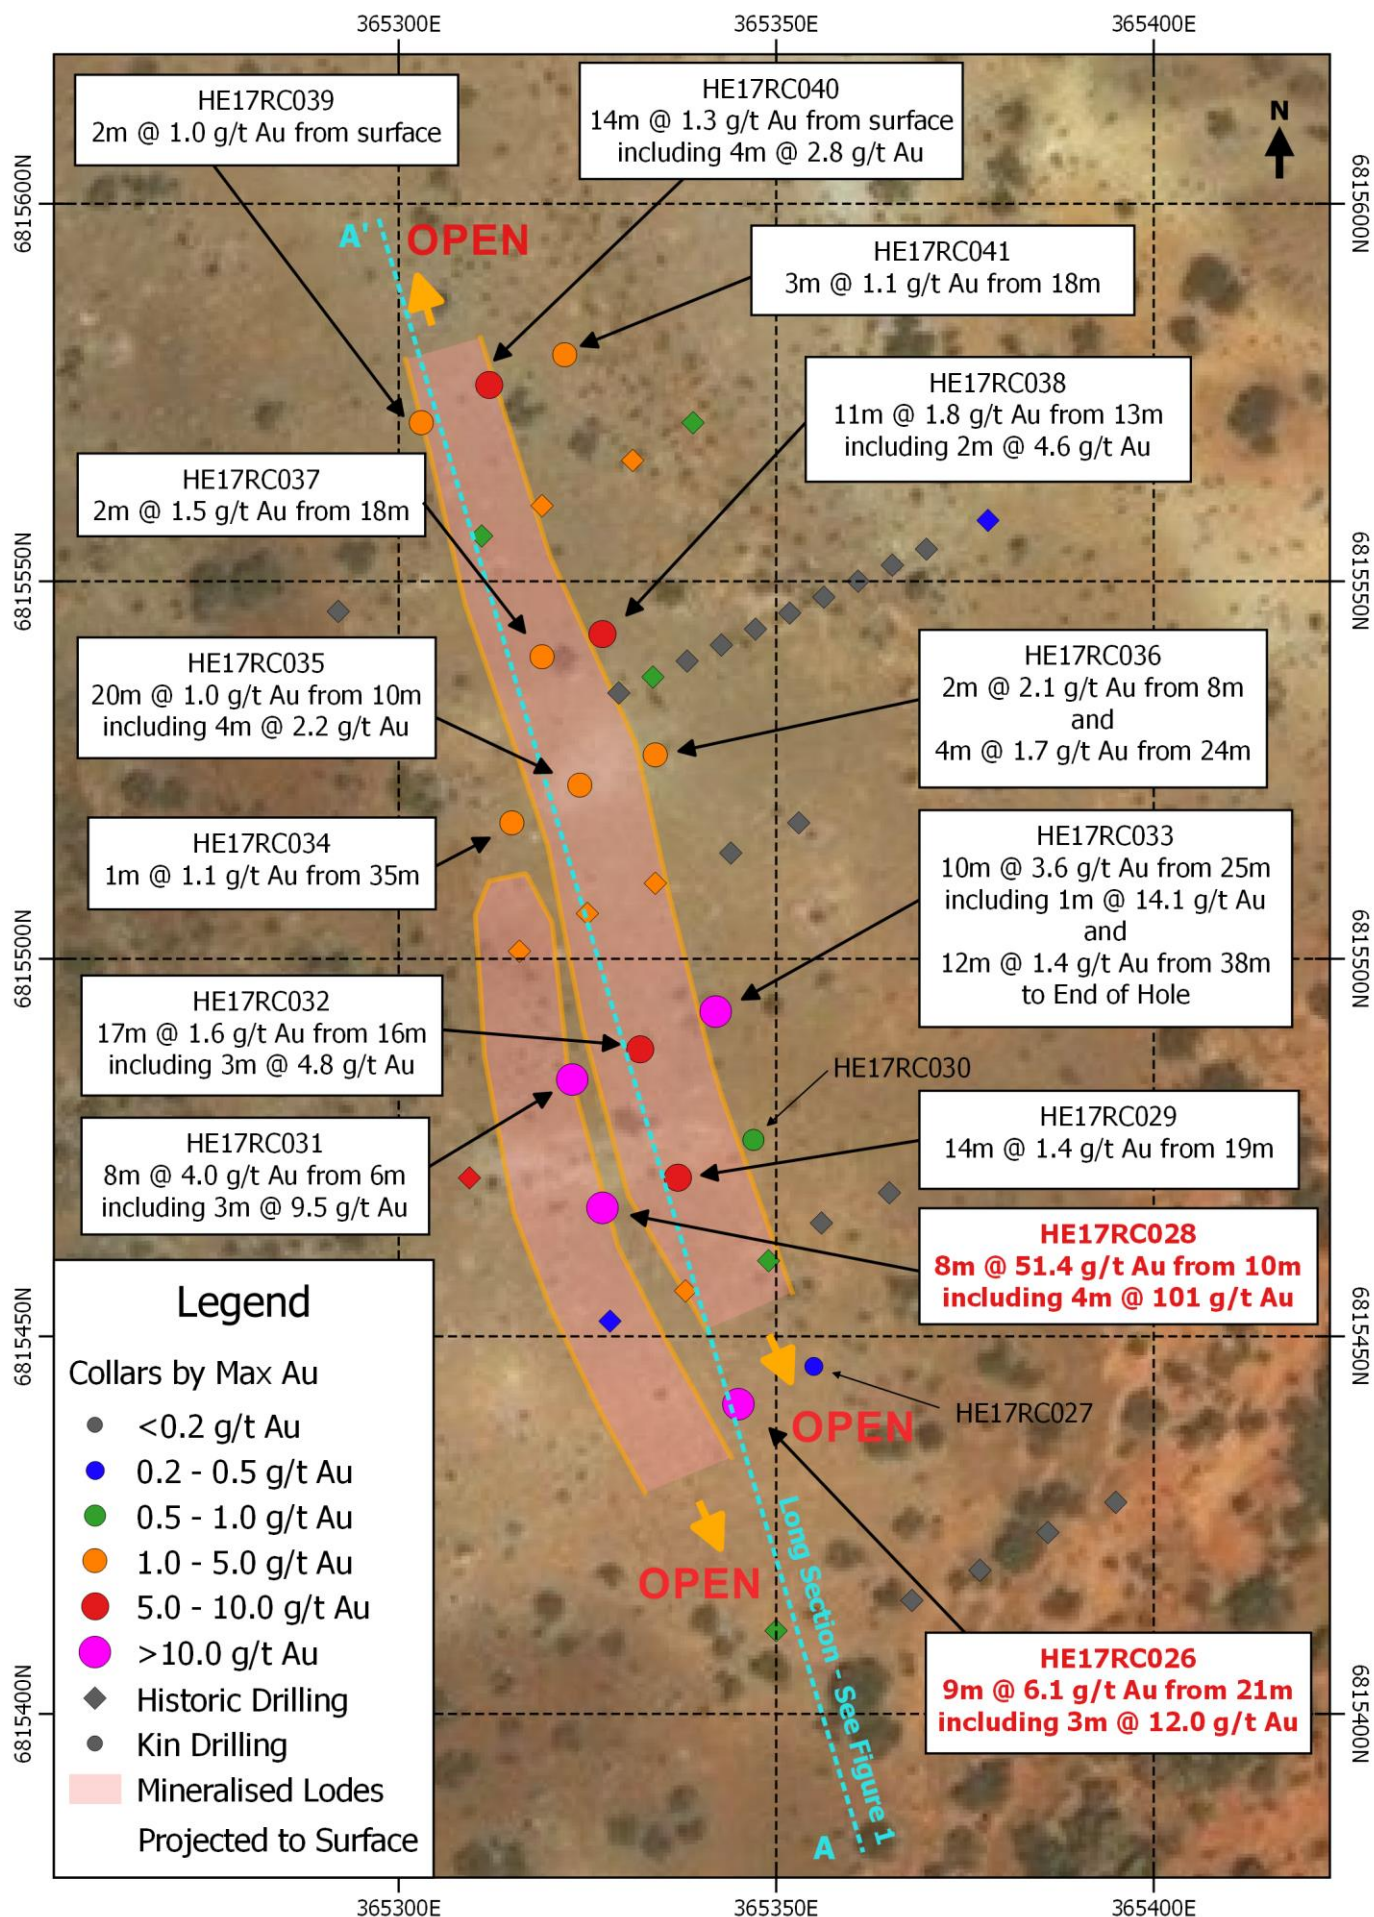 365300E
365350E
365400E
HE17RC039
2m @ 1.0 g/t Au from surface
HE17RC040
14m @ 1.3 g/t Au from surface
including 4m @ 2.8 g/t Au
N
6815600N
6815600N
A'
OPEN
HE17RC041
3m @ 1.1 g/t Au from 18m
HE17RC038
11m @ 1.8 g/t Au from 13m
including 2m @ 4.6 g/t Au
HE17RC037
2m @ 1.5 g/t Au from 18m
6815550N
6815550N
HE17RC035
20m @ 1.0 g/t Au from 10m
including 4m @ 2.2 g/t Au
HE17RC036
2m @ 2.1 g/t Au from 8m
and
4m @ 1.7 g/t Au from 24m
HE17RC034
1m @ 1.1 g/t Au from 35m
HE17RC033
10m @ 3.6 g/t Au from 25m
including 1m @ 14.1 g/t Au
and
12m @ 1.4 g/t Au from 38m
to End of Hole
6815500N
6815500N
HE17RC032
17m @ 1.6 g/t Au from 16m
including 3m @ 4.8 g/t Au
HE17RC030
HE17RC031
8m @ 4.0 g/t Au from 6m
including 3m @ 9.5 g/t Au
HE17RC029
14m @ 1.4 g/t Au from 19m
HE17RC028
8m @ 51.4 g/t Au from 10m
including 4m @ 101 g/t Au
6815450N
6815450N
HE17RC027
OPEN
OPEN
Long Section - See Figure 1
A
HE17RC026
9m @ 6.1 g/t Au from 21m
including 3m @ 12.0 g/t Au
6815400N
6815400N
Legend
Collars by Max Au
<0.2 g/t Au
0.2 - 0.5 g/t Au
0.5 - 1.0 g/t Au
1.0 - 5.0 g/t Au
5.0 - 10.0 g/t Au
>10.0 g/t Au
Historic Drilling
Kin Drilling
Mineralised Lodes
Projected to Surface
365300E
365350E
365400E